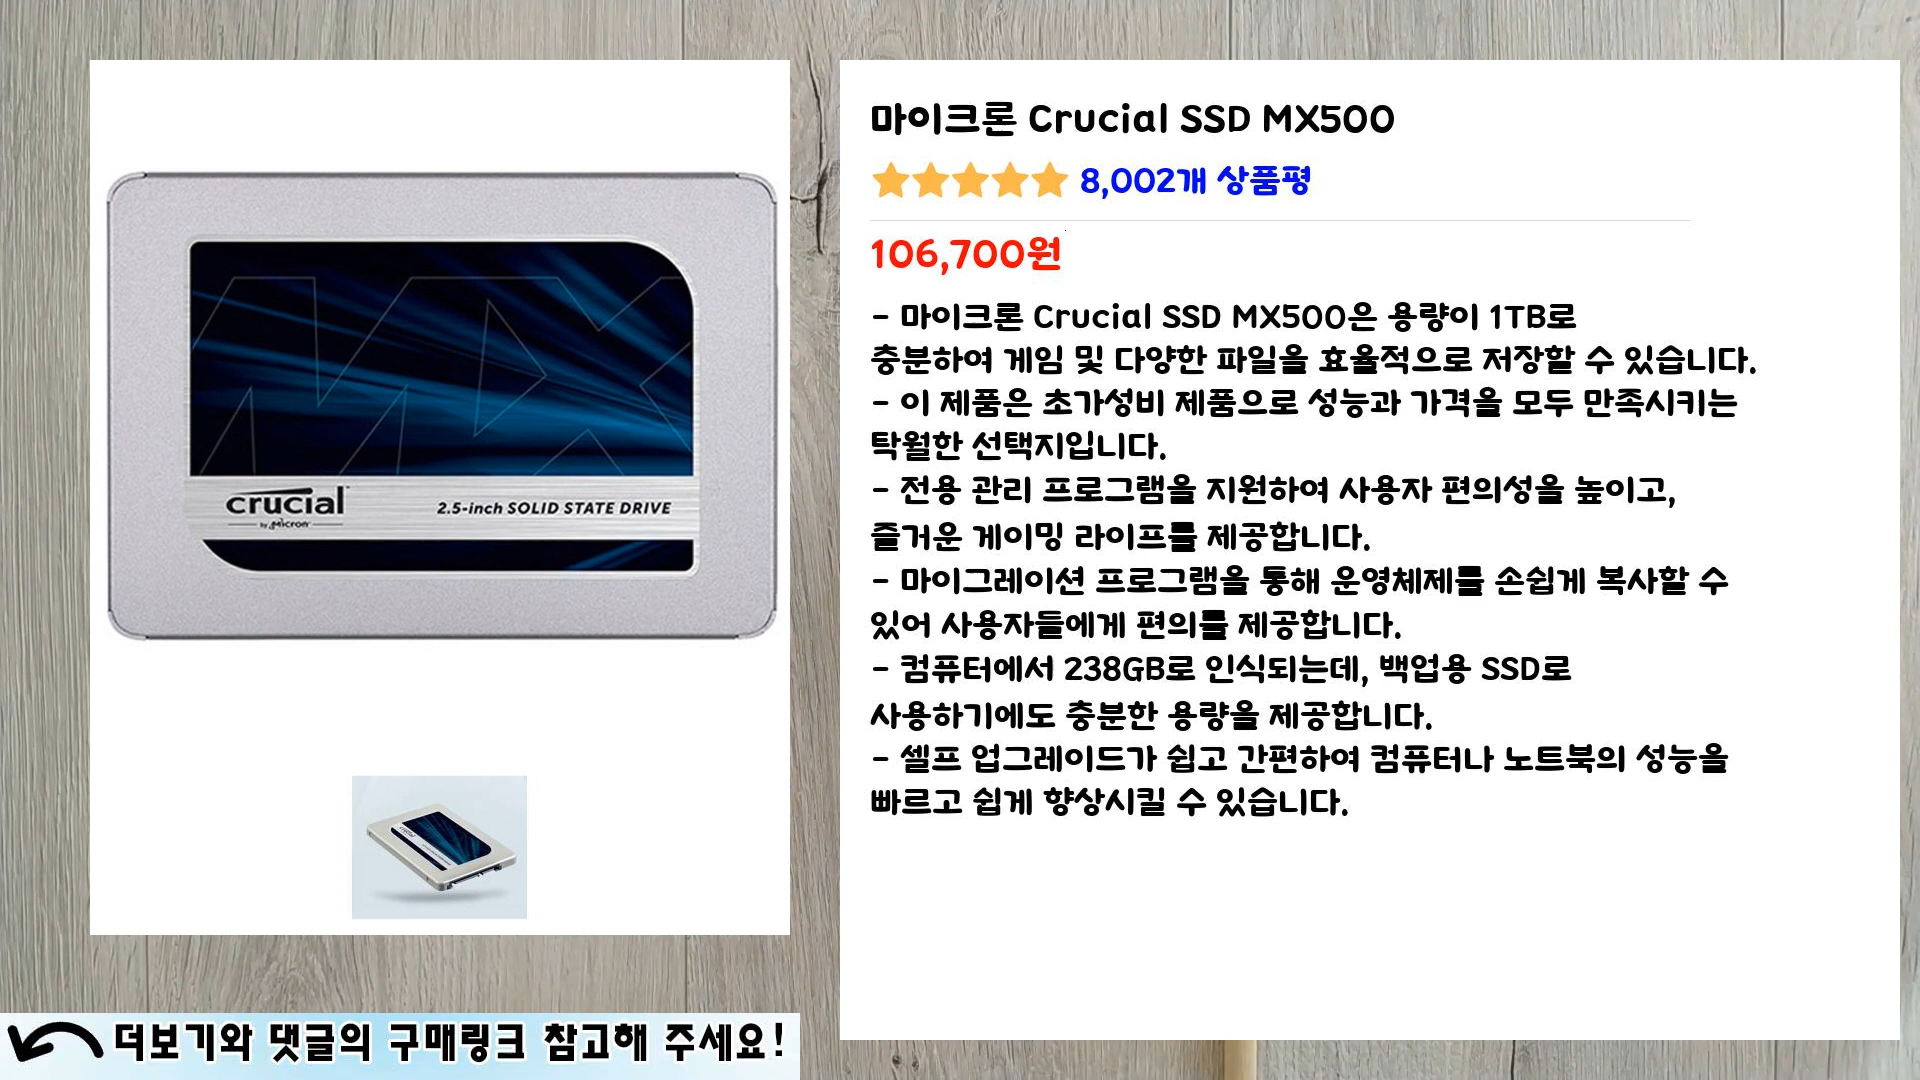 마이크론 Crucial SSD MX500
8,002개 상품평
106,700원
- 마이크론 Crucial SSD MX500은 용량이 1TB로
충분하여 게임 및 다양한 파일을 효율적으로 저장할 수 있습니다.
- 이 제품은 초가성비 제품으로 성능과 가격을 모두 만족시키는
탁월한 선택지입니다.
- 전용 관리 프로그램을 지원하여 사용자 편의성을 높이고,
즐거운 게이밍 라이프를 제공합니다.
- 마이그레이션 프로그램을 통해 운영체제를 손쉽게 복사할 수
있어 사용자들에게 편의를 제공합니다.
- 컴퓨터에서 238GB로 인식되는데, 백업용 SSD로
사용하기에도 충분한 용량을 제공합니다.
- 셀프 업그레이드가 쉽고 간편하여 컴퓨터나 노트북의 성능을
빠르고 쉽게 향상시킬 수 있습니다.
MX
crucial
by Micron
2.5-inch SOLID STATE DRIVE
crucial
더보기와 댓글의 구매링크 참고해 주세요!